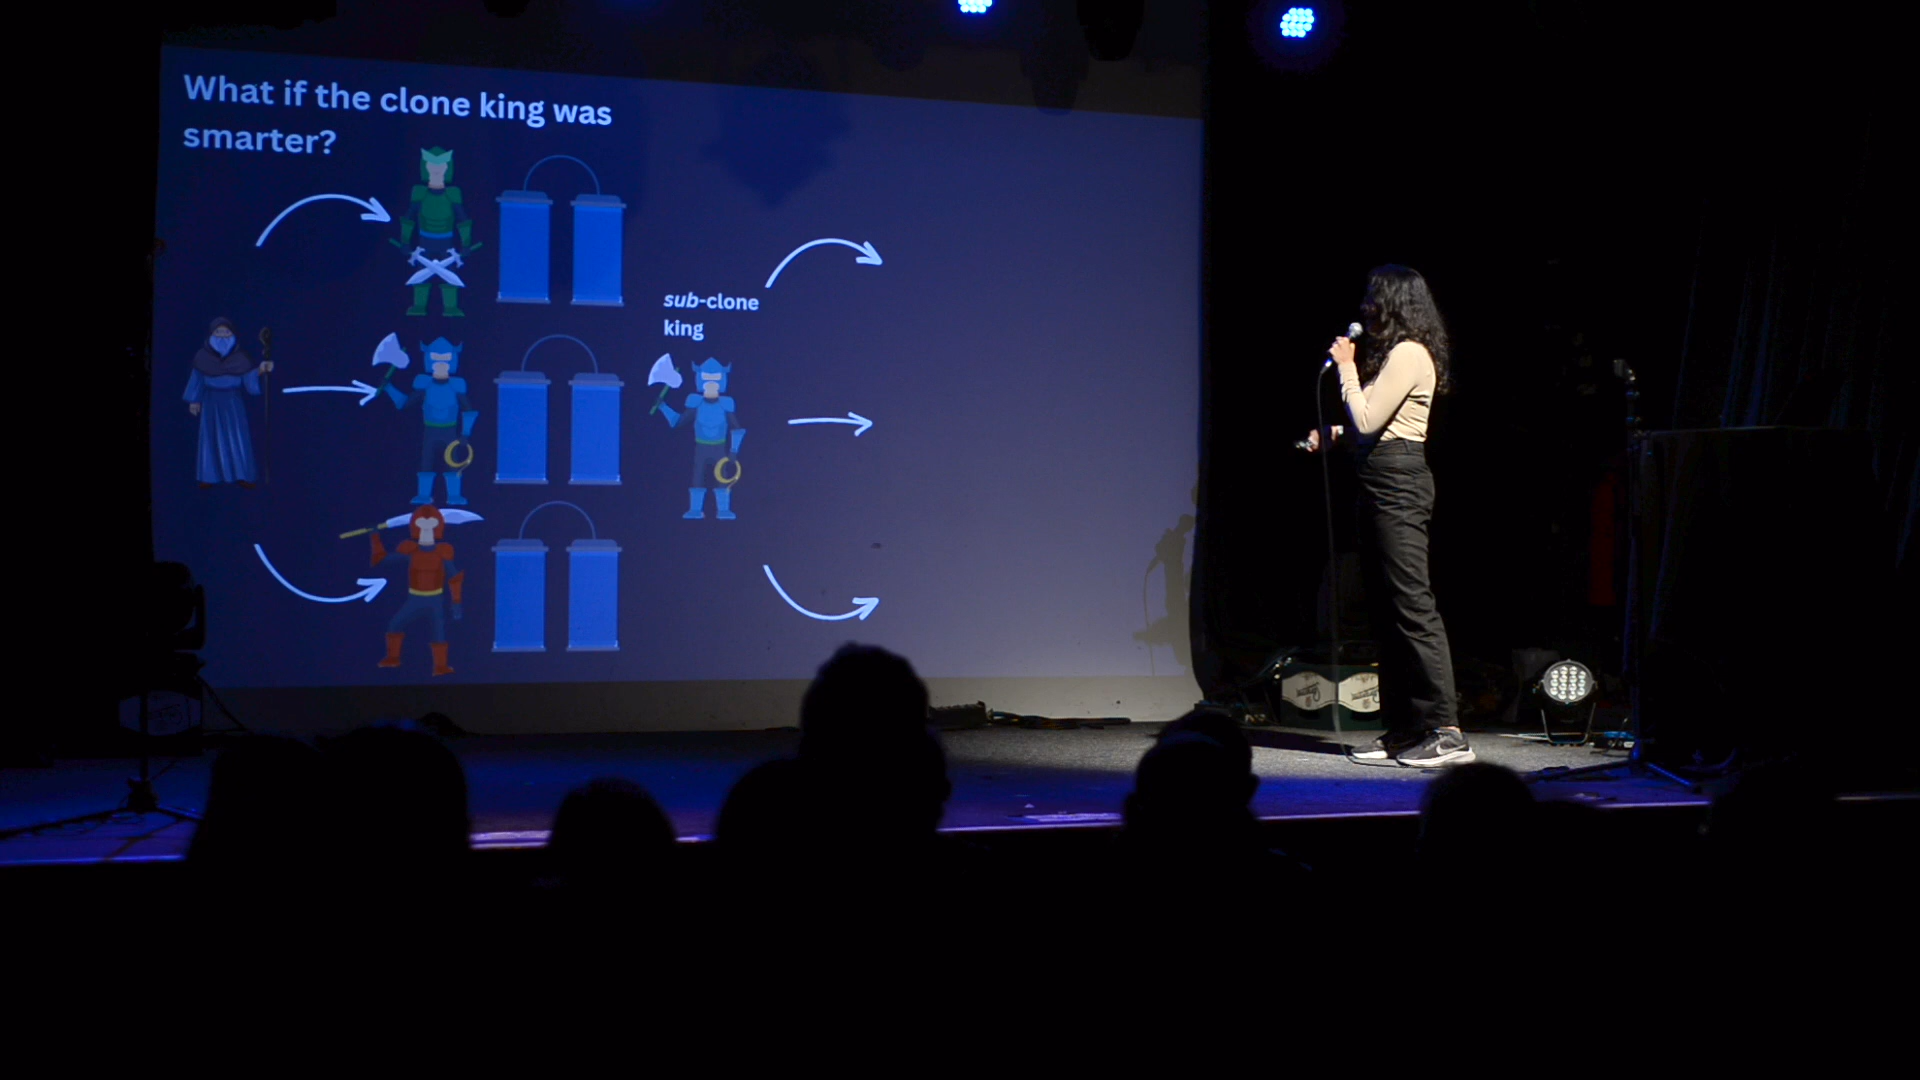 What if the clone king was
smarter?
sub-clone
king